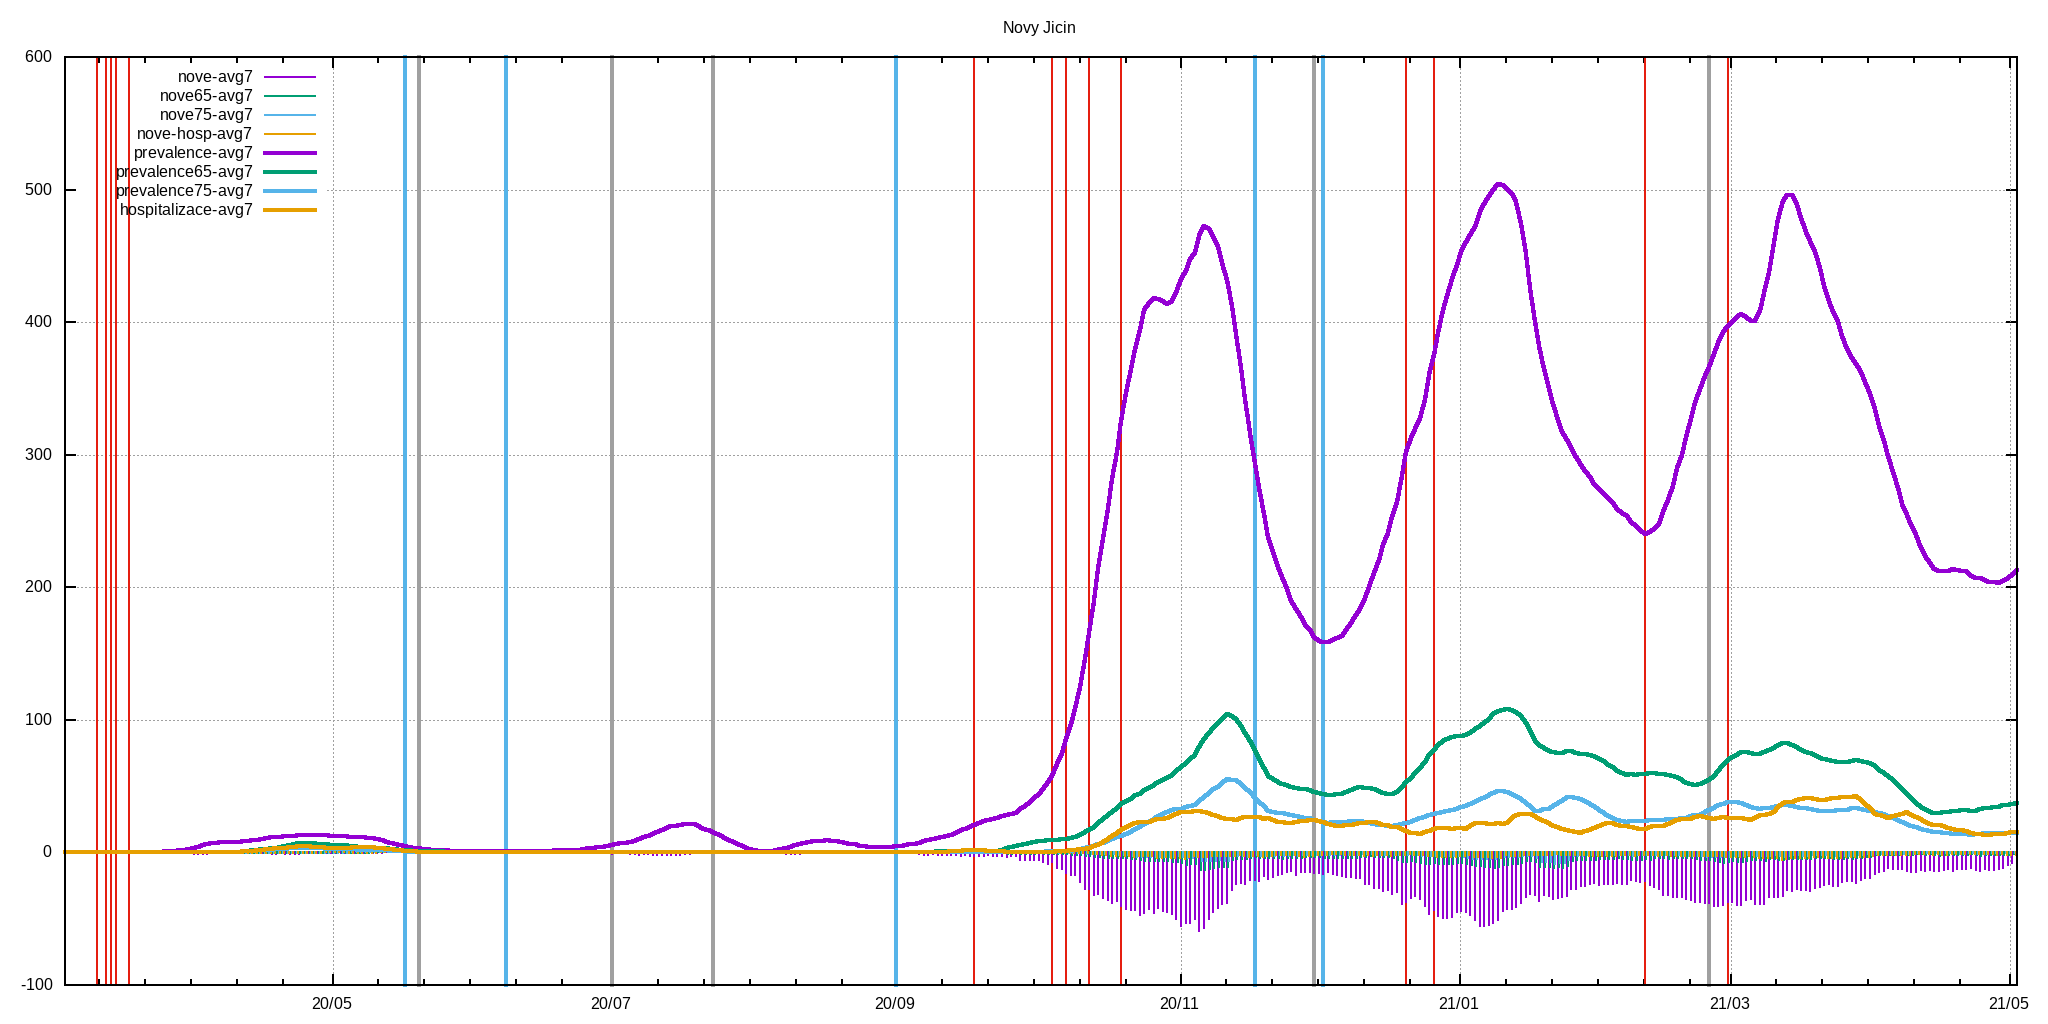 Novy Jicin
600
500
400
300
200
100
0
-100
nove-avg7
nove65-avg7
nove75-avg7
nove-hosp-avg7
prevalence-avg7
prevalence65-avg7
prevalence75-avg7
hospitalizace-avg7
20/05
20/07
20/09
20/11
21/01
21/03
21/05